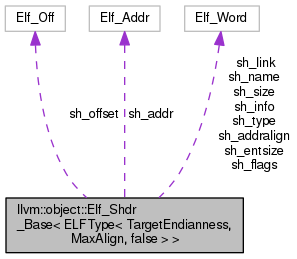 Elf_Off
Elf_Addr
Elf_Word
sh_offset
sh_addr
sh_link
sh_name
sh_size
sh_info
sh_type
sh_addralign
sh_entsize
sh_flags
llvm::object::Elf_Shdr
_Base< ELFType< TargetEndianness,
MaxAlign, false > >